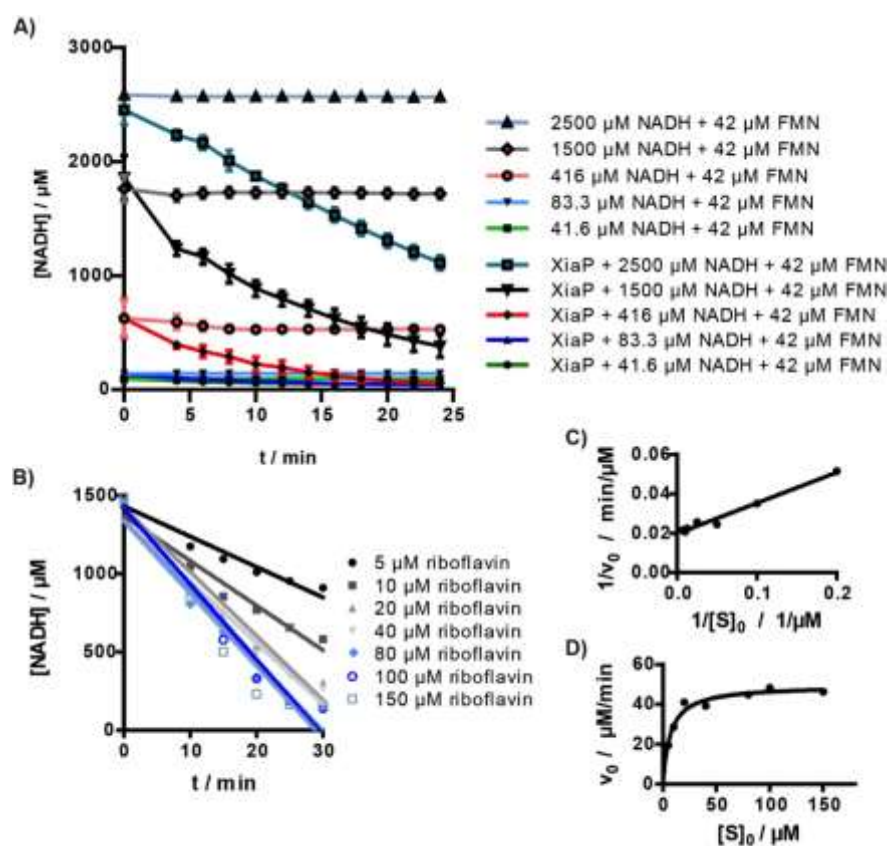 A)
3000
2000
1000
0
[NADH] / µM
0 5 10 15 20 25
t / min
2500 µM NADH + 42 µM FMN
1500 µM NADH + 42 µM FMN
416 µM NADH + 42 µM FMN
83.3 µM NADH + 42 µM FMN
41.6 µM NADH + 42 µM FMN
XiaP + 2500 µM NADH + 42 µM FMN
XiaP + 1500 µM NADH + 42 µM FMN
XiaP + 416 µM NADH + 42 µM FMN
XiaP + 83.3 µM NADH + 42 µM FMN
XiaP + 41.6 µM NADH + 42 µM FMN
B)
1500
1000
500
0
[NADH] / µM
0 10 20 30
t / min
5 µM riboflavin
10 µM riboflavin
20 µM riboflavin
40 µM riboflavin
80 µM riboflavin
100 µM riboflavin
150 µM riboflavin
C)
0.06
0.04
0.02
0.00
1/v₀ / min/µM
0.0 0.1 0.2
1/[S]₀ / 1/µM
D)
60
40
20
0
v₀ / µM/min
0 50 100 150
[S]₀ / µM